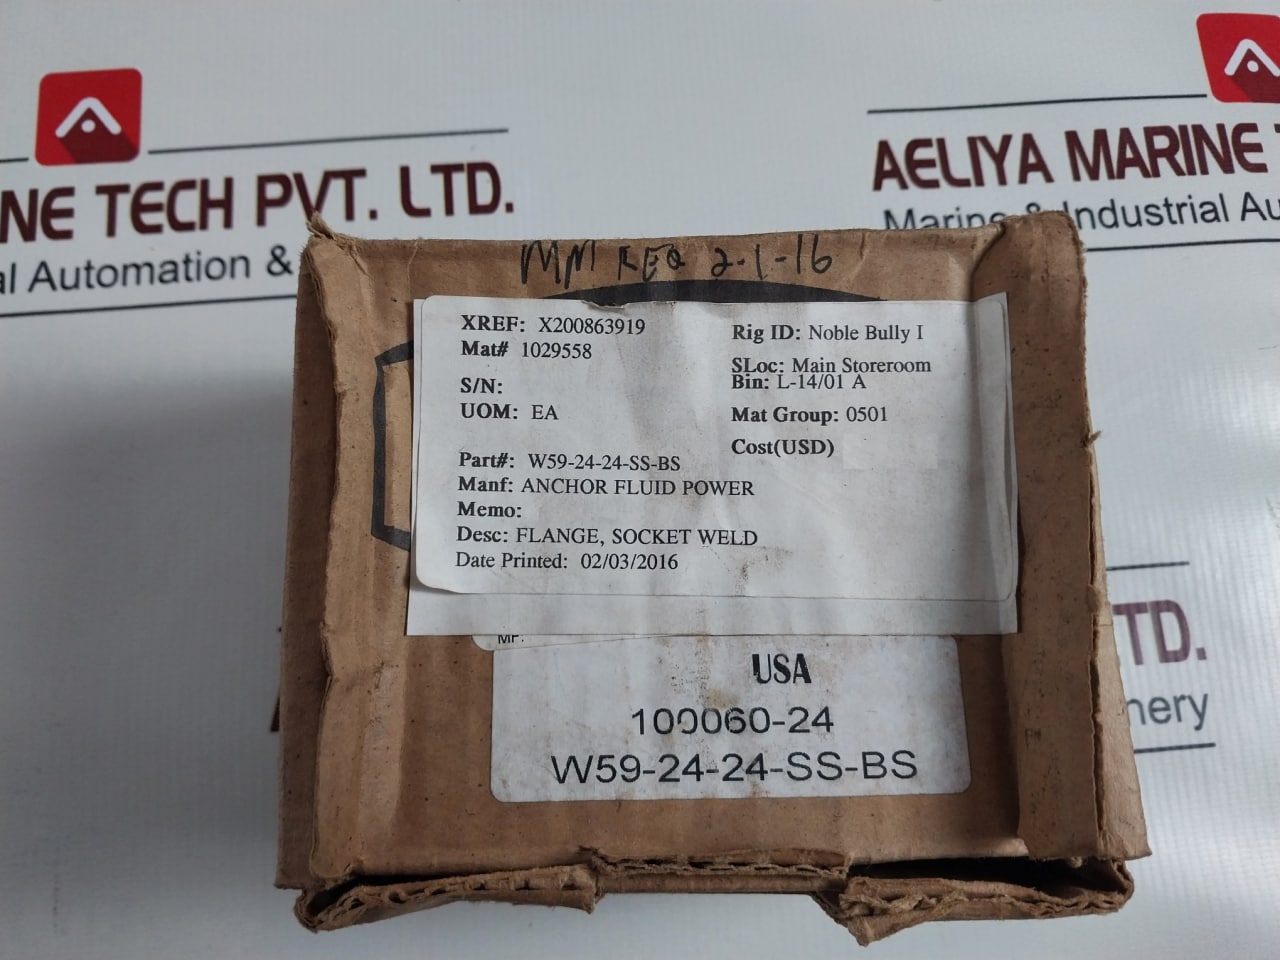 NE TECH PVT. LTD.
al Automation &
AELIYA MARINE T
Marine & Industrial Au
MM REQ 2-1-16
XREF: X200863919
Mat# 1029558
S/N:
UOM: EA
Part#: W59-24-24-SS-BS
Manf: ANCHOR FLUID POWER
Memo:
Desc: FLANGE, SOCKET WELD
Date Printed: 02/03/2016
Rig ID: Noble Bully I
SLoc: Main Storeroom
Bin: L-14/01 A
Mat Group: 0501
Cost(USD)
USA
100060-24
W59-24-24-SS-BS
TD.
nery